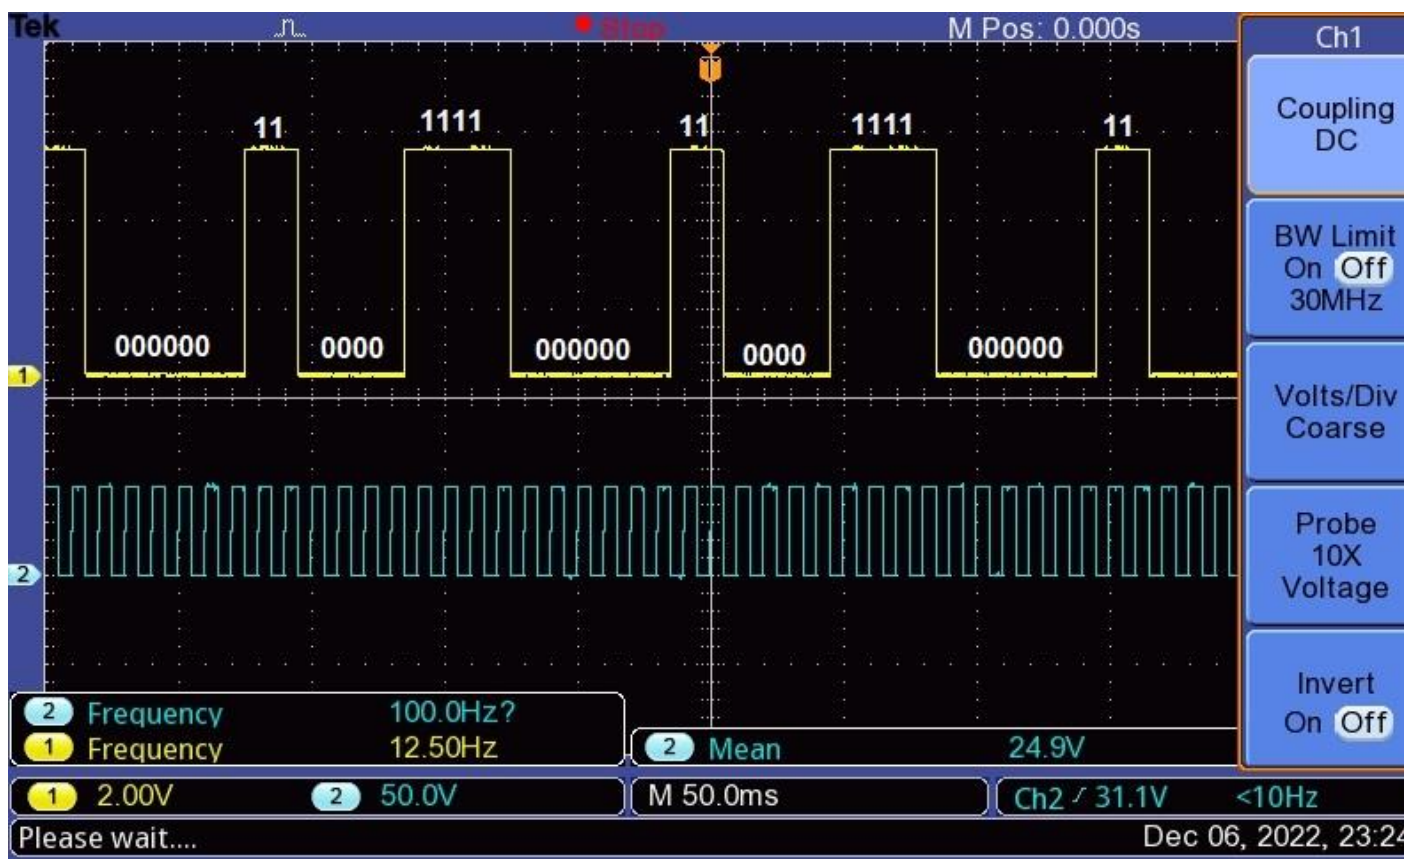 Tek
Stop
M Pos: 0.000s
Ch1
T
Coupling
DC
11
1111
11
1111
11
BW Limit
On Off
30MHz
000000
0000
000000
0000
000000
1
Volts/Div
Coarse
Probe
10X
Voltage
2
Invert
On Off
2 Frequency 100.0Hz?
1 Frequency 12.50Hz
2 Mean 24.9V
1 2.00V 2 50.0V M 50.0ms Ch2 31.1V <10Hz
Please wait.... Dec 06, 2022, 23:24